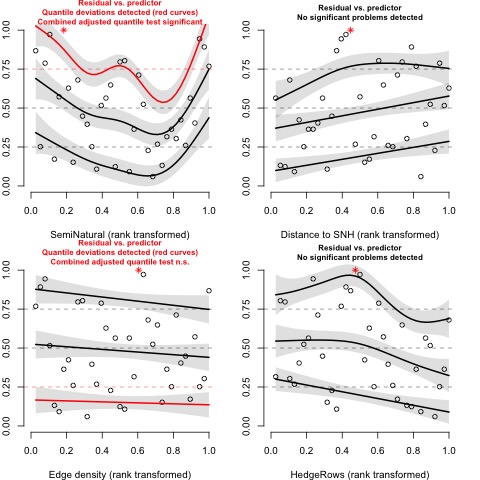 Residual vs. predictor
Quantile deviations detected (red curves)
Combined adjusted quantile test significant
0.00 0.25 0.50 0.75 1.00
0.0 0.2 0.4 0.6 0.8 1.0
SemiNatural (rank transformed)
Residual vs. predictor
No significant problems detected
0.00 0.25 0.50 0.75 1.00
0.0 0.2 0.4 0.6 0.8 1.0
Distance to SNH (rank transformed)
Residual vs. predictor
Quantile deviations detected (red curves)
Combined adjusted quantile test n.s.
0.00 0.25 0.50 0.75 1.00
0.0 0.2 0.4 0.6 0.8 1.0
Edge density (rank transformed)
Residual vs. predictor
No significant problems detected
0.00 0.25 0.50 0.75 1.00
0.0 0.2 0.4 0.6 0.8 1.0
HedgeRows (rank transformed)